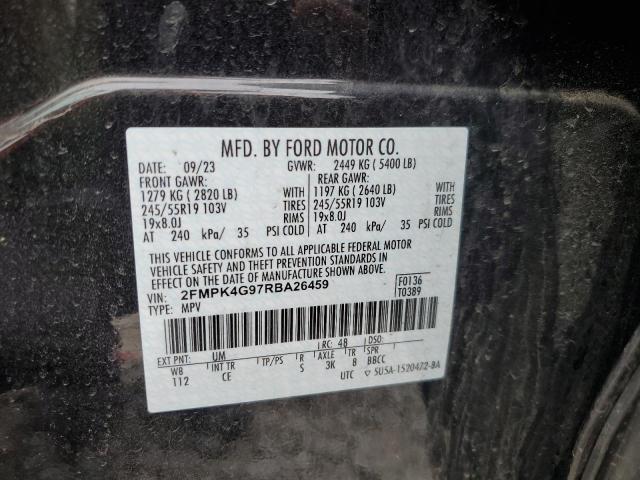 MFD. BY FORD MOTOR CO.
DATE: 09/23 GVWR: 2449 KG ( 5400 LB)
FRONT GAWR: REAR GAWR:
1279 KG ( 2820 LB) WITH 1197 KG ( 2640 LB) WITH
245/55R19 103V TIRES 245/55R19 103V TIRES
19x8.0J RIMS 19x8.0J RIMS
AT 240 kPa/ 35 PSI COLD AT 240 kPa/ 35 PSI COLD
THIS VEHICLE CONFORMS TO ALL APPLICABLE FEDERAL MOTOR
VEHICLE SAFETY AND THEFT PREVENTION STANDARDS IN
EFFECT ON THE DATE OF MANUFACTURE SHOWN ABOVE.
VIN: 2FMPK4G97RBA26459 F0136
TYPE: MPV T0389
EXT PNT: UM RC: 48 DSO:
WB INT TR TP/PS R AXLE TR SPR
112 CE S 3K 8 BBCC
UTC 5U5A-1520472-BA